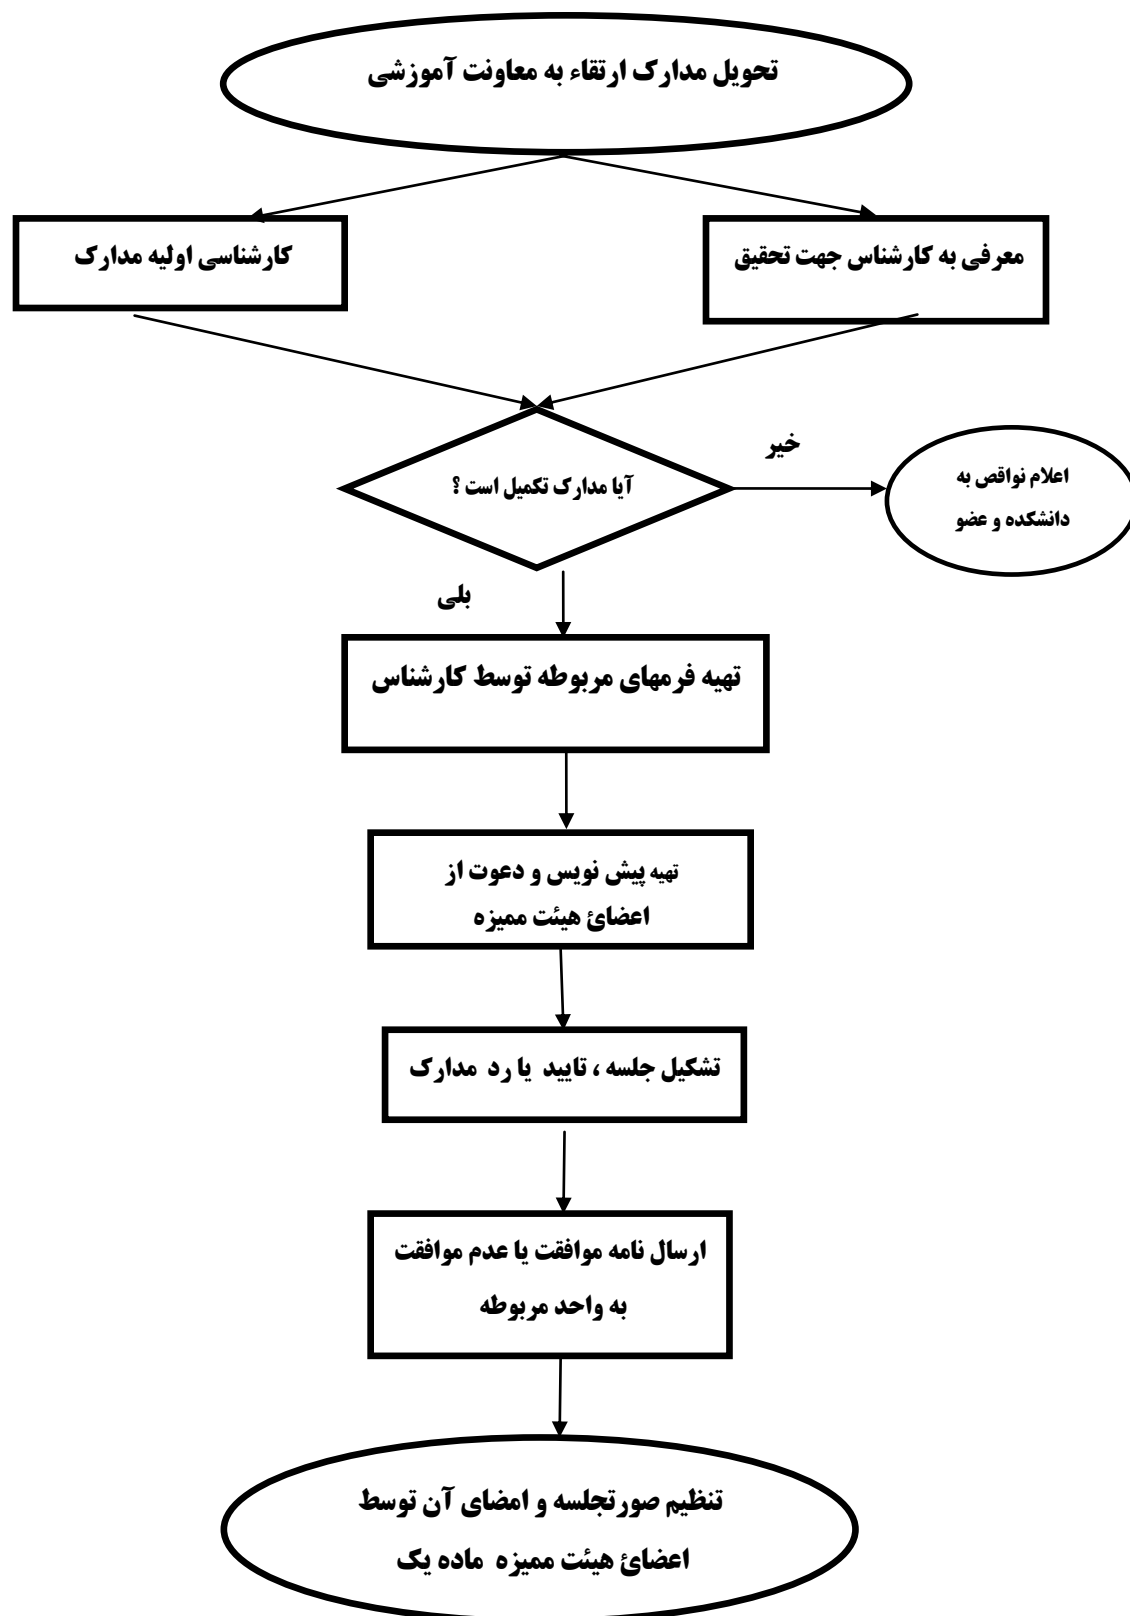 تحویل مدارک ارتقاء به معاونت آموزشی
معرفی به کارشناس جهت تحقیق
کارشناسی اولیه مدارک
آیا مدارک تکمیل است ؟
خیر
اعلام نواقص به
دانشکده و عضو
بلی
تهیه فرمهای مربوطه توسط کارشناس
تهیه پیش نویس و دعوت از
اعضائ هیئت ممیزه
تشکیل جلسه ، تایید یا رد مدارک
ارسال نامه موافقت یا عدم موافقت
به واحد مربوطه
تنظیم صورتجلسه و امضای آن توسط
اعضائ هیئت ممیزه ماده یک